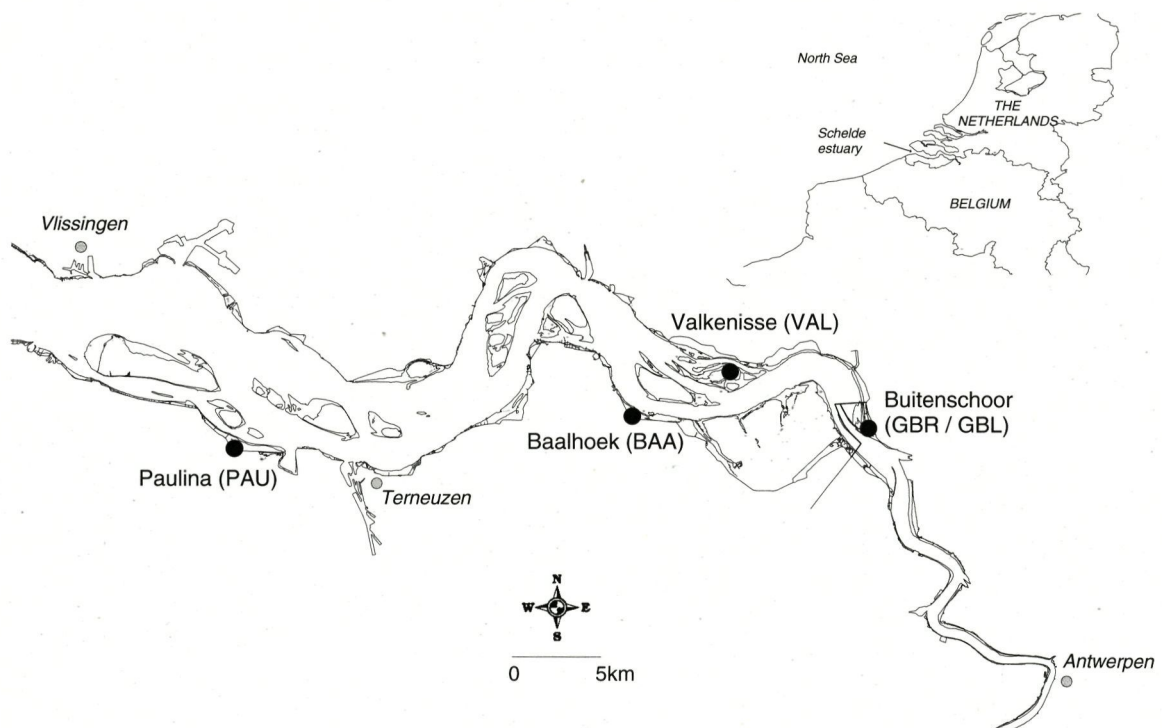 North Sea
THE
NETHERLANDS
Schelde
estuary
BELGIUM
Vlissingen
Valkenisse (VAL)
Buitenschoor
(GBR / GBL)
Baalhoek (BAA)
Paulina (PAU)
Terneuzen
N
W E
S
0 5km
Antwerpen